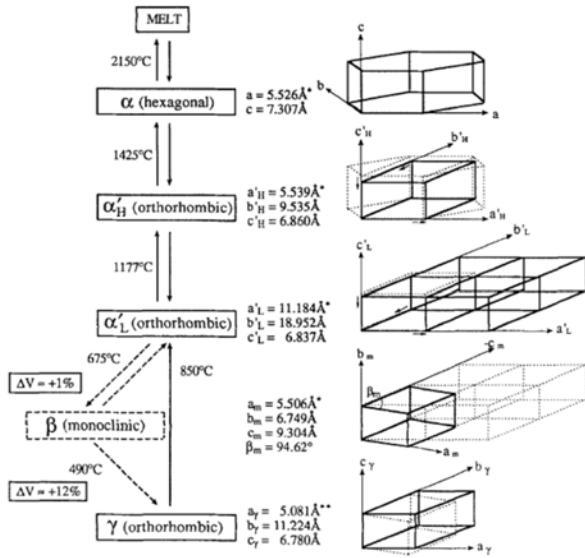 MELT
2150°C
α (hexagonal)
a = 5.526Å*
c = 7.307Å
c
b
a
1425°C
α'H (orthorhombic)
a'H = 5.539Å*
b'H = 9.535Å
c'H = 6.860Å
c'H
b'H
a'H
1177°C
α'L (orthorhombic)
a'L = 11.184Å*
b'L = 18.952Å
c'L = 6.837Å
c'L
b'L
a'L
675°C
850°C
ΔV = +1%
β (monoclinic)
am = 5.506Å*
bm = 6.749Å
cm = 9.304Å
βm = 94.62°
bm
-cm
βm
am
490°C
ΔV = +12%
γ (orthorhombic)
aγ = 5.081Å**
bγ = 11.224Å
cγ = 6.780Å
cγ
bγ
aγ